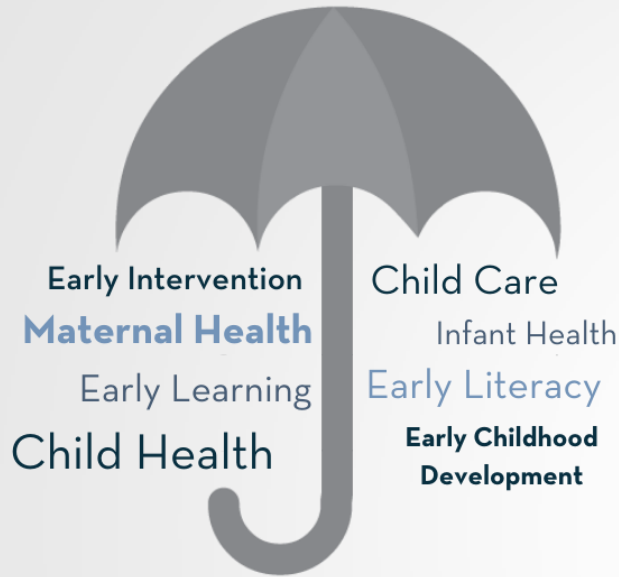 Early Intervention
Maternal Health
Early Learning
Child Health
Child Care
Infant Health
Early Literacy
Early Childhood
Development